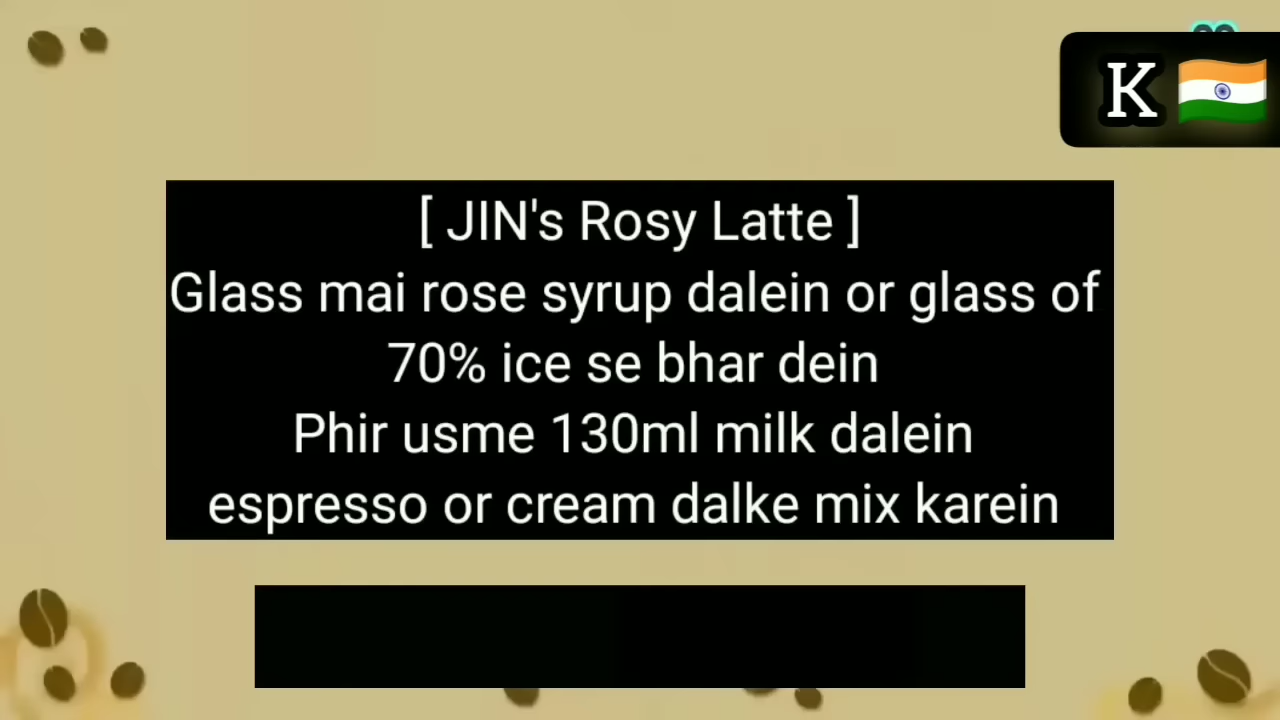 K 🇮🇳
[ JIN's Rosy Latte ]
Glass mai rose syrup dalein or glass of
70% ice se bhar dein
Phir usme 130ml milk dalein
espresso or cream dalke mix karein